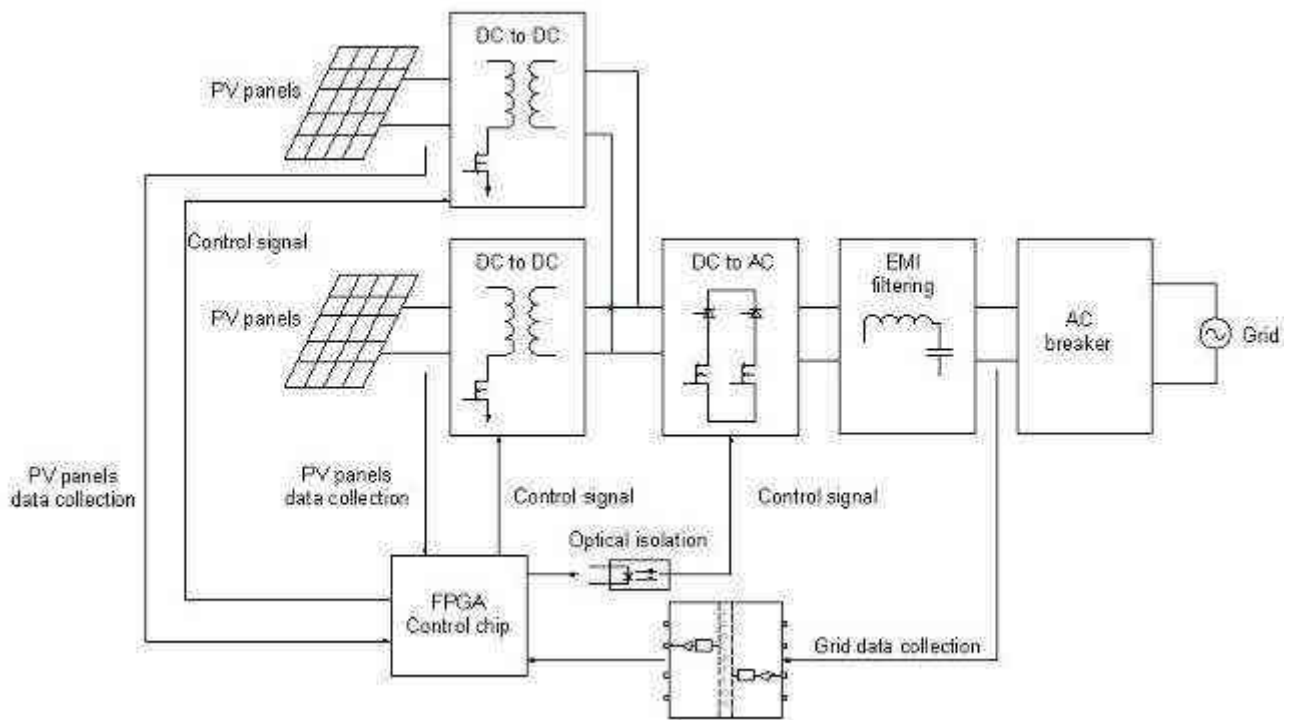 DC to DC
PV panels
Control signal
DC to DC
DC to AC
EMI
filtering
PV panels
AC
breaker
Grid
PV panels
data collection
PV panels
data collection
Control signal
Control signal
Optical isolation
FPGA
Control chip
Grid data collection